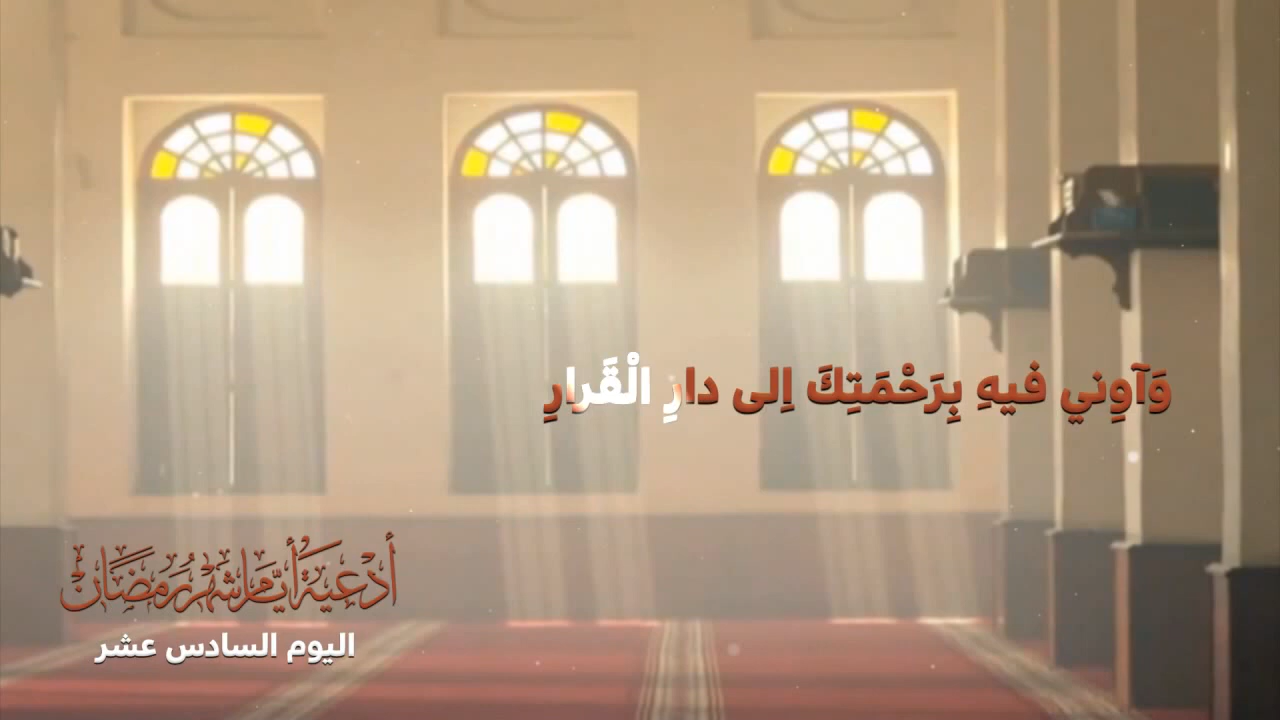 وَآوِني فيهِ بِرَحْمَتِكَ اِلى دارِ الْقَرارِ
أدعية أيام شهر رمضان
اليوم السادس عشر